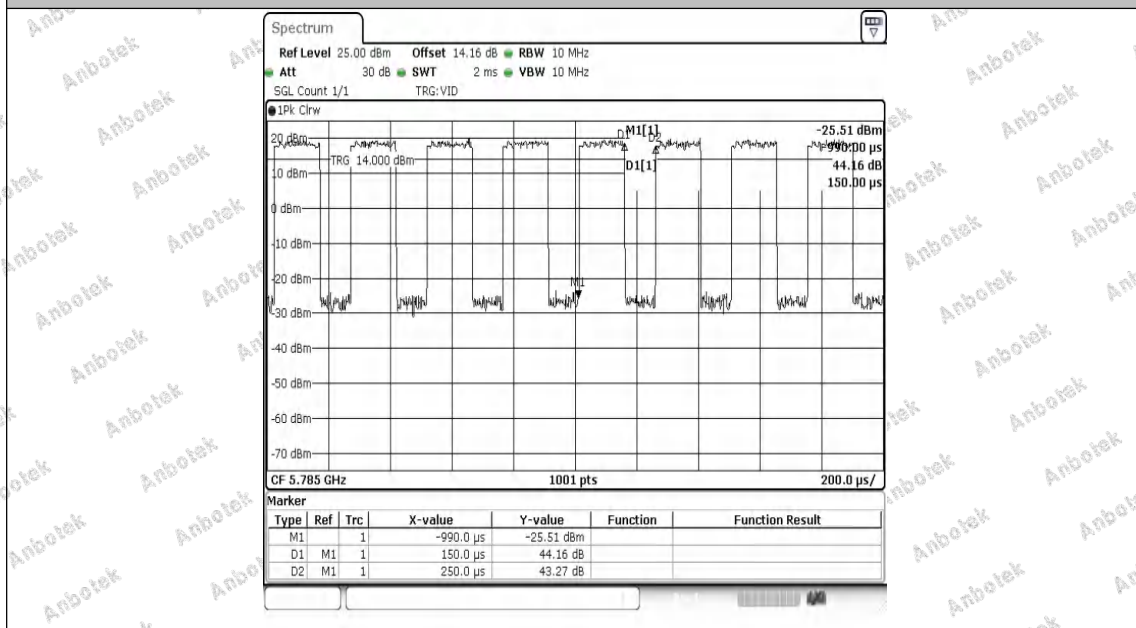 Spectrum
Ref Level 25.00 dBm Offset 14.16 dB RBW 10 MHz
Att 30 dB SWT 2 ms VBW 10 MHz
SGL Count 1/1 TRG:VID
1Pk Clrw
M1[1] -25.51 dBm
-990.00 µs
D1[1] 44.16 dB
150.00 µs
D1 D2
20 dBm
TRG 14.000 dBm
10 dBm
0 dBm
-10 dBm
-20 dBm
M1
-30 dBm
-40 dBm
-50 dBm
-60 dBm
-70 dBm
CF 5.785 GHz 1001 pts 200.0 µs/
Marker
Type Ref Trc X-value Y-value Function Function Result
M1 1 -990.0 µs -25.51 dBm
D1 M1 1 150.0 µs 44.16 dB
D2 M1 1 250.0 µs 43.27 dB
Anbotek